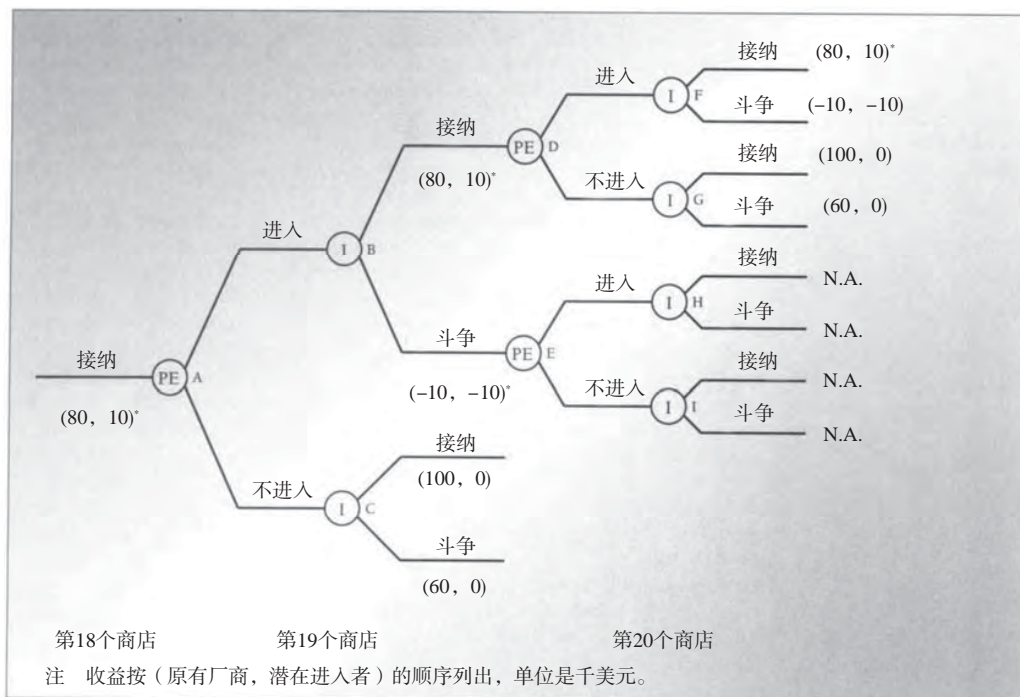 接纳 (80，10)*
进入
I F
斗争 (–10，–10)
接纳
PE D
(80，10)*
接纳 (100，0)
不进入
I G
斗争 (60，0)
进入
I B
接纳 N.A.
进入
I H
斗争 N.A.
斗争
PE E
(–10，–10)*
接纳
PE A
(80，10)*
接纳 N.A.
不进入
I I
斗争 N.A.
接纳
(100，0)
不进入
I C
斗争
(60，0)
第18个商店 第19个商店 第20个商店
注 收益按（原有厂商，潜在进入者）的顺序列出，单位是千美元。